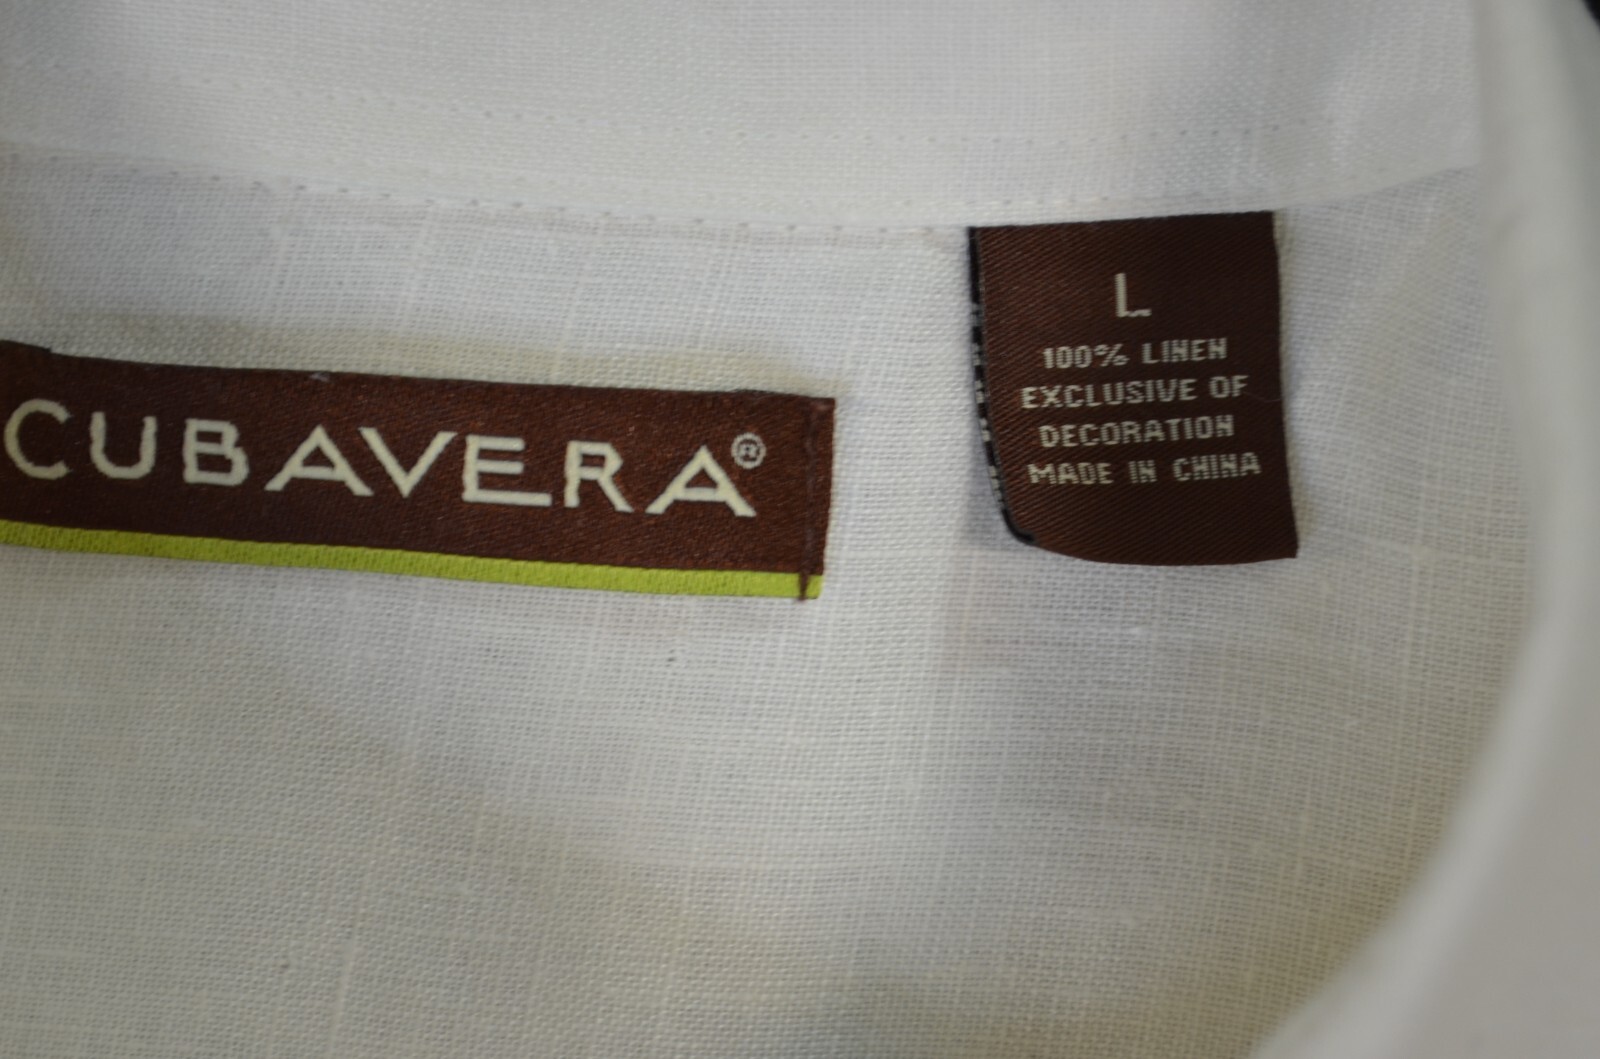 CUBAVERA®
L
100% LINEN
EXCLUSIVE OF
DECORATION
MADE IN CHINA